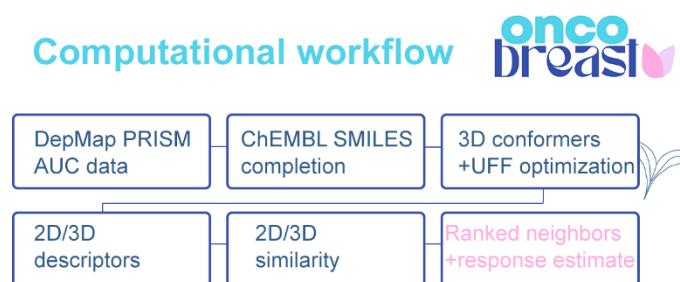 Computational workflow
onco
breast
DepMap PRISM
AUC data
ChEMBL SMILES
completion
3D conformers
+UFF optimization
2D/3D
descriptors
2D/3D
similarity
Ranked neighbors
+response estimate